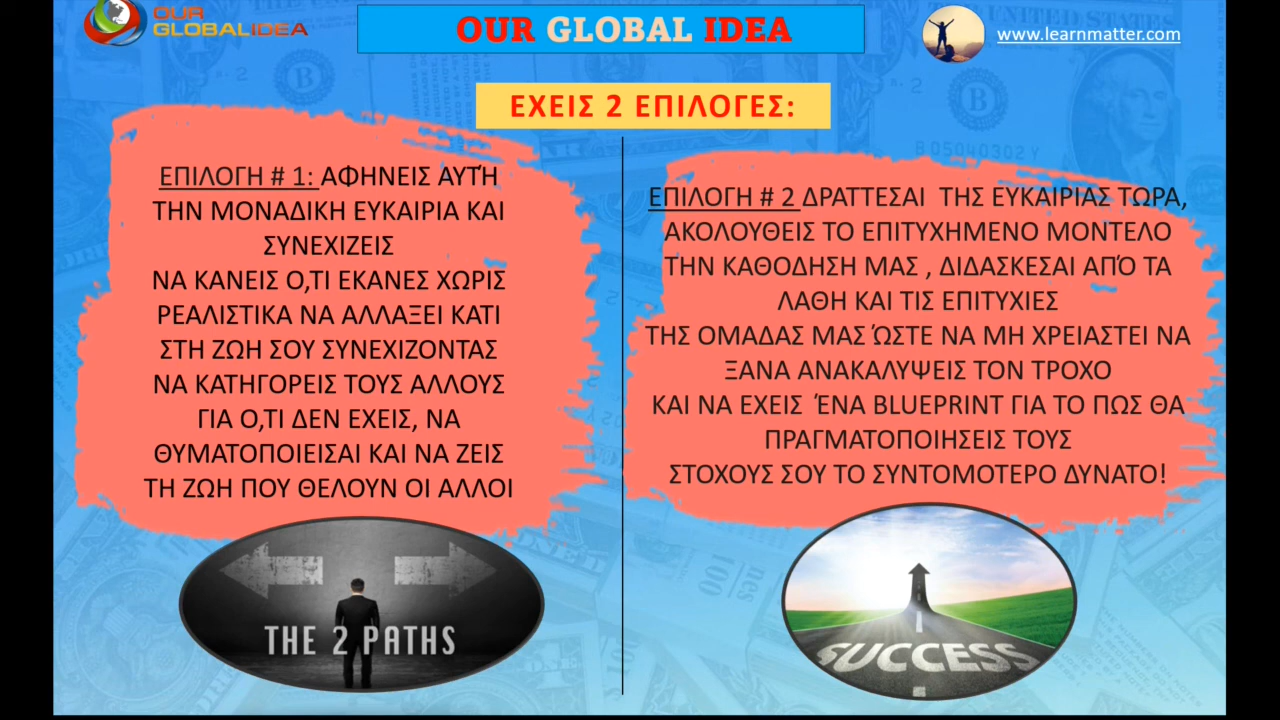 OUR
GLOBALIDEA
OUR GLOBAL IDEA
www.learnmatter.com
ΕΧΕΙΣ 2 ΕΠΙΛΟΓΕΣ:
ΕΠΙΛΟΓΗ # 1: ΑΦΗΝΕΙΣ ΑΥΤΉ
ΤΗΝ ΜΟΝΑΔΙΚΗ ΕΥΚΑΙΡΙΑ ΚΑΙ
ΣΥΝΕΧΙΖΕΙΣ
ΝΑ ΚΑΝΕΙΣ Ο,ΤΙ ΕΚΑΝΕΣ ΧΩΡΙΣ
ΡΕΑΛΙΣΤΙΚΑ ΝΑ ΑΛΛΑΞΕΙ ΚΑΤΙ
ΣΤΗ ΖΩΗ ΣΟΥ ΣΥΝΕΧΙΖΟΝΤΑΣ
ΝΑ ΚΑΤΗΓΟΡΕΙΣ ΤΟΥΣ ΑΛΛΟΥΣ
ΓΙΑ Ο,ΤΙ ΔΕΝ ΕΧΕΙΣ, ΝΑ
ΘΥΜΑΤΟΠΟΙΕΙΣΑΙ ΚΑΙ ΝΑ ΖΕΙΣ
ΤΗ ΖΩΗ ΠΟΥ ΘΕΛΟΥΝ ΟΙ ΑΛΛΟΙ
THE 2 PATHS
ΕΠΙΛΟΓΗ # 2 ΔΡΑΤΤΕΣΑΙ ΤΗΣ ΕΥΚΑΙΡΙΑΣ ΤΩΡΑ,
ΑΚΟΛΟΥΘΕΙΣ ΤΟ ΕΠΙΤΥΧΗΜΕΝΟ ΜΟΝΤΕΛΟ
ΤΗΝ ΚΑΘΟΔΗΣΗ ΜΑΣ , ΔΙΔΑΣΚΕΣΑΙ ΑΠΌ ΤΑ
ΛΑΘΗ ΚΑΙ ΤΙΣ ΕΠΙΤΥΧΙΕΣ
ΤΗΣ ΟΜΑΔΑΣ ΜΑΣ ΏΣΤΕ ΝΑ ΜΗ ΧΡΕΙΑΣΤΕΙ ΝΑ
ΞΑΝΑ ΑΝΑΚΑΛΥΨΕΙΣ ΤΟΝ ΤΡΟΧΟ
ΚΑΙ ΝΑ ΕΧΕΙΣ ΈΝΑ BLUEPRINT ΓΙΑ ΤΟ ΠΩΣ ΘΑ
ΠΡΑΓΜΑΤΟΠΟΙΗΣΕΙΣ ΤΟΥΣ
ΣΤΟΧΟΥΣ ΣΟΥ ΤΟ ΣΥΝΤΟΜΟΤΕΡΟ ΔΥΝΑΤΟ!
SUCCESS